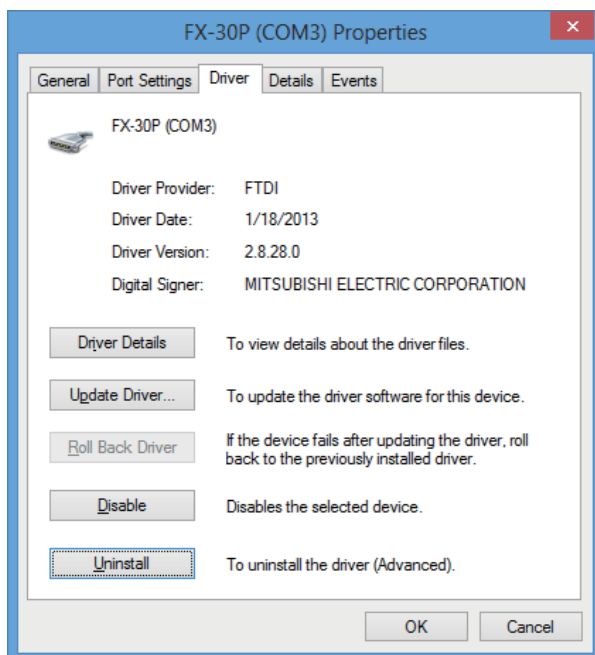 FX-30P (COM3) Properties
General Port Settings Driver Details Events
FX-30P (COM3)
Driver Provider: FTDI
Driver Date: 1/18/2013
Driver Version: 2.8.28.0
Digital Signer: MITSUBISHI ELECTRIC CORPORATION
Driver Details To view details about the driver files.
Update Driver... To update the driver software for this device.
Roll Back Driver If the device fails after updating the driver, roll
back to the previously installed driver.
Disable Disables the selected device.
Uninstall To uninstall the driver (Advanced).
OK Cancel